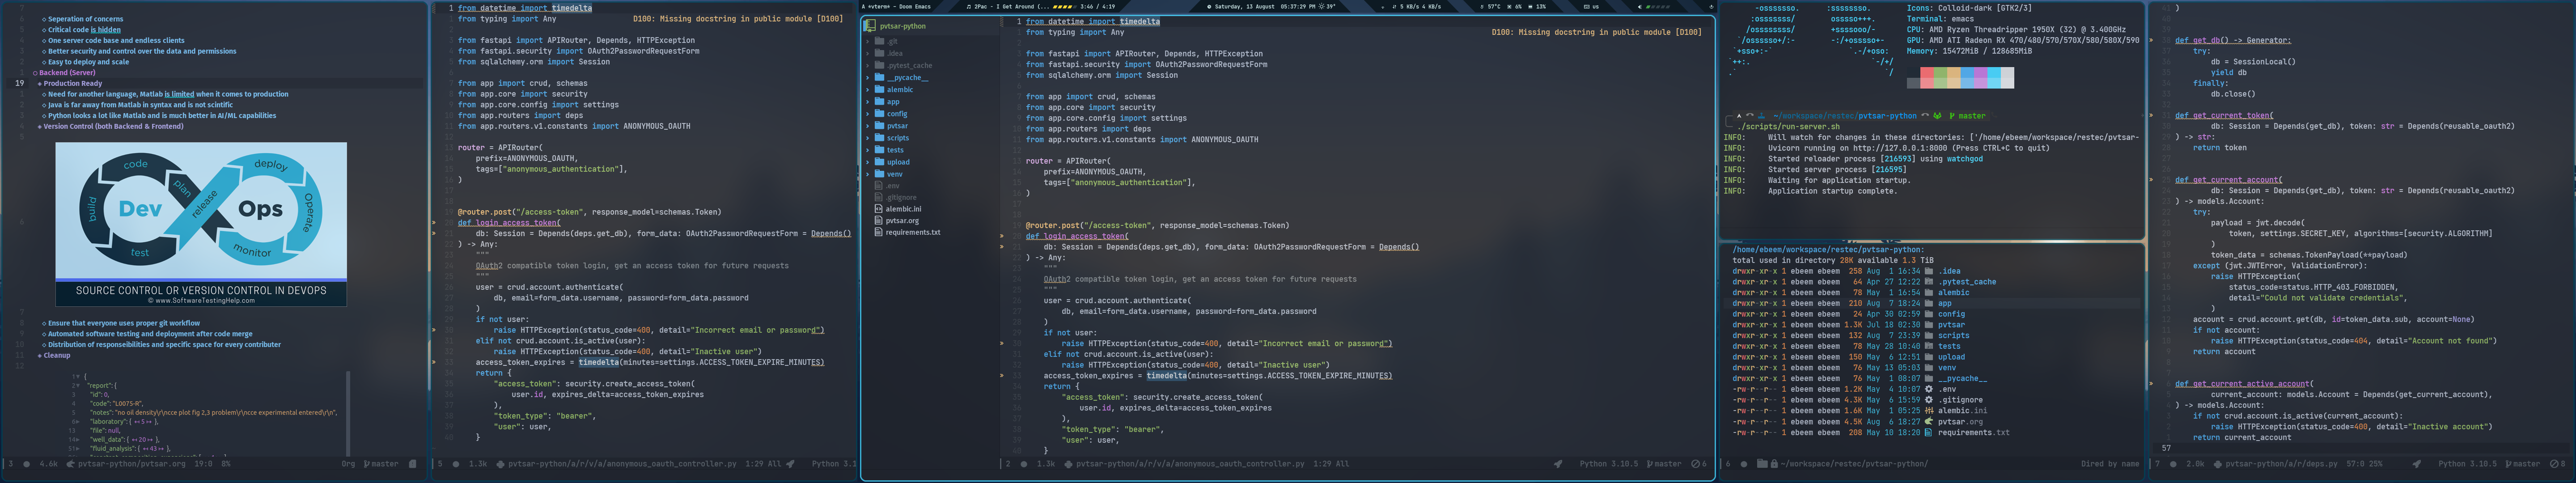 Seperation of concerns
Critical code is hidden
One server code base and endless clients
Better security and control over the data and permissions
Easy to deploy and scale
Backend (Server)
Production Ready
Need for another language, Matlab is limited when it comes to production
Java is far away from Matlab in syntax and is not scintific
Python looks a lot like Matlab and is much better in AI/ML capabilities
Version Control (both Backend & Frontend)
code
deploy
build
plan
release
Operate
Dev
Ops
test
monitor
SOURCE CONTROL OR VERSION CONTROL IN DEVOPS
© www.SoftwareTestingHelp.com
Ensure that everyone uses proper git workflow
Automated software testing and deployment after code merge
Distribution of responseibilities and specific space for every contributer
Cleanup
{
"report":{
"id": 0,
"code": "L0075-R",
"notes": "no oil density\r\ncce plot fig 2,3 problem\r\ncce experimental entered\r\n",
"laboratory": { ↔ 5 ↔ },
"file": null,
"well_data": { ↔ 20 ↔ },
"fluid_analysis": { ↔ 43 ↔ },
3 4.6k pvtsar-python/pvtsar.org 19:0 8% Org master
1 from datetime import timedelta
from typing import Any D100: Missing docstring in public module [D100]
from fastapi import APIRouter, Depends, HTTPException
from fastapi.security import OAuth2PasswordRequestForm
from sqlalchemy.orm import Session
from app import crud, schemas
from app.core import security
from app.core.config import settings
from app.routers import deps
from app.routers.v1.constants import ANONYMOUS_OAUTH
router = APIRouter(
prefix=ANONYMOUS_OAUTH,
tags=["anonymous_authentication"],
)
@router.post("/access-token", response_model=schemas.Token)
def login_access_token(
db: Session = Depends(deps.get_db), form_data: OAuth2PasswordRequestForm = Depends()
) -> Any:
"""
OAuth2 compatible token login, get an access token for future requests
"""
user = crud.account.authenticate(
db, email=form_data.username, password=form_data.password
)
if not user:
raise HTTPException(status_code=400, detail="Incorrect email or password")
elif not crud.account.is_active(user):
raise HTTPException(status_code=400, detail="Inactive user")
access_token_expires = timedelta(minutes=settings.ACCESS_TOKEN_EXPIRE_MINUTES)
return {
"access_token": security.create_access_token(
user.id, expires_delta=access_token_expires
),
"token_type": "bearer",
"user": user,
}
5 1.3k pvtsar-python/a/r/v/a/anonymous_oauth_controller.py 1:29 All Python 3.1
A *vterm* – Doom Emacs
2Pac - I Get Around (... 3:46 / 4:19
Saturday, 13 August 05:37:29 PM 39°
5 KB/s 4 KB/s
57°C 6% 13%
us
pvtsar-python
.git
.idea
.pytest_cache
__pycache__
alembic
app
config
pvtsar
scripts
tests
upload
venv
.env
.gitignore
alembic.ini
pvtsar.org
requirements.txt
1 from datetime import timedelta
from typing import Any D100: Missing docstring in public module [D100]
from fastapi import APIRouter, Depends, HTTPException
from fastapi.security import OAuth2PasswordRequestForm
from sqlalchemy.orm import Session
from app import crud, schemas
from app.core import security
from app.core.config import settings
from app.routers import deps
from app.routers.v1.constants import ANONYMOUS_OAUTH
router = APIRouter(
prefix=ANONYMOUS_OAUTH,
tags=["anonymous_authentication"],
)
@router.post("/access-token", response_model=schemas.Token)
def login_access_token(
db: Session = Depends(deps.get_db), form_data: OAuth2PasswordRequestForm = Depends()
) -> Any:
"""
OAuth2 compatible token login, get an access token for future requests
"""
user = crud.account.authenticate(
db, email=form_data.username, password=form_data.password
)
if not user:
raise HTTPException(status_code=400, detail="Incorrect email or password")
elif not crud.account.is_active(user):
raise HTTPException(status_code=400, detail="Inactive user")
access_token_expires = timedelta(minutes=settings.ACCESS_TOKEN_EXPIRE_MINUTES)
return {
"access_token": security.create_access_token(
user.id, expires_delta=access_token_expires
),
"token_type": "bearer",
"user": user,
}
2 1.3k pvtsar-python/a/r/v/a/anonymous_oauth_controller.py 1:29 All Python 3.10.5 master 6
Icons: Colloid-dark [GTK2/3]
Terminal: emacs
CPU: AMD Ryzen Threadripper 1950X (32) @ 3.400GHz
GPU: AMD ATI Radeon RX 470/480/570/570X/580/580X/590
Memory: 15472MiB / 128685MiB
~/workspace/restec/pvtsar-python master
./scripts/run-server.sh
INFO: Will watch for changes in these directories: ['/home/ebeem/workspace/restec/pvtsar-
INFO: Uvicorn running on http://127.0.0.1:8000 (Press CTRL+C to quit)
INFO: Started reloader process [216593] using watchgod
INFO: Started server process [216595]
INFO: Waiting for application startup.
INFO: Application startup complete.
/home/ebeem/workspace/restec/pvtsar-python:
total used in directory 28K available 1.3 TiB
drwxr-xr-x 1 ebeem ebeem 258 Aug 1 16:34 .idea
drwxr-xr-x 1 ebeem ebeem 64 Apr 27 12:22 .pytest_cache
drwxr-xr-x 1 ebeem ebeem 78 May 1 16:54 alembic
drwxr-xr-x 1 ebeem ebeem 210 Aug 7 18:24 app
drwxr-xr-x 1 ebeem ebeem 24 Apr 30 02:59 config
drwxr-xr-x 1 ebeem ebeem 1.3K Jul 18 02:30 pvtsar
drwxr-xr-x 1 ebeem ebeem 132 Aug 7 23:39 scripts
drwxr-xr-x 1 ebeem ebeem 78 May 28 10:40 tests
drwxr-xr-x 1 ebeem ebeem 150 May 6 12:51 upload
drwxr-xr-x 1 ebeem ebeem 76 May 13 05:03 venv
drwxr-xr-x 1 ebeem ebeem 76 May 1 08:07 __pycache__
-rw-r--r-- 1 ebeem ebeem 1.2K May 4 10:07 .env
-rw-r--r-- 1 ebeem ebeem 4.3K May 6 15:59 .gitignore
-rw-r--r-- 1 ebeem ebeem 1.6K May 1 05:25 alembic.ini
-rw-r--r-- 1 ebeem ebeem 4.5K Aug 6 18:27 pvtsar.org
-rw-r--r-- 1 ebeem ebeem 208 May 10 18:20 requirements.txt
6 ~/workspace/restec/pvtsar-python/ Dired by name
)
def get_db() -> Generator:
try:
db = SessionLocal()
yield db
finally:
db.close()
def get_current_token(
db: Session = Depends(get_db), token: str = Depends(reusable_oauth2)
) -> str:
return token
def get_current_account(
db: Session = Depends(get_db), token: str = Depends(reusable_oauth2)
) -> models.Account:
try:
payload = jwt.decode(
token, settings.SECRET_KEY, algorithms=[security.ALGORITHM]
)
token_data = schemas.TokenPayload(**payload)
except (jwt.JWTError, ValidationError):
raise HTTPException(
status_code=status.HTTP_403_FORBIDDEN,
detail="Could not validate credentials",
)
account = crud.account.get(db, id=token_data.sub, account=None)
if not account:
raise HTTPException(status_code=404, detail="Account not found")
return account
def get_current_active_account(
current_account: models.Account = Depends(get_current_account),
) -> models.Account:
if not crud.account.is_active(current_account):
raise HTTPException(status_code=400, detail="Inactive account")
return current_account
57
7 2.0k pvtsar-python/a/r/deps.py 57:0 25% Python 3.10.5 master 8